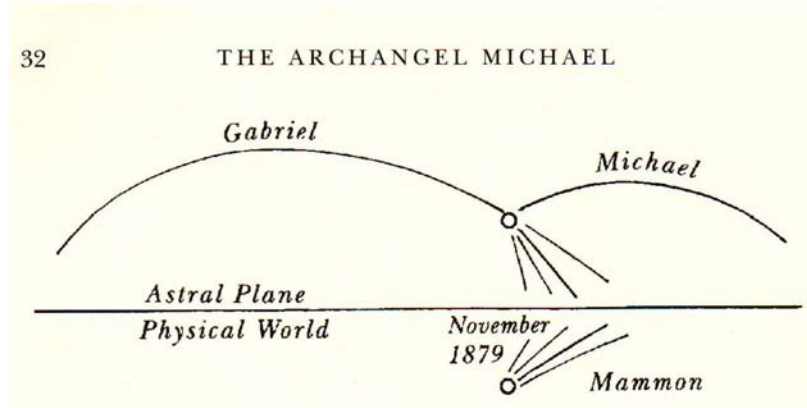 32
THE ARCHANGEL MICHAEL
Gabriel
Michael
Astral Plane
Physical World
November
1879
Mammon